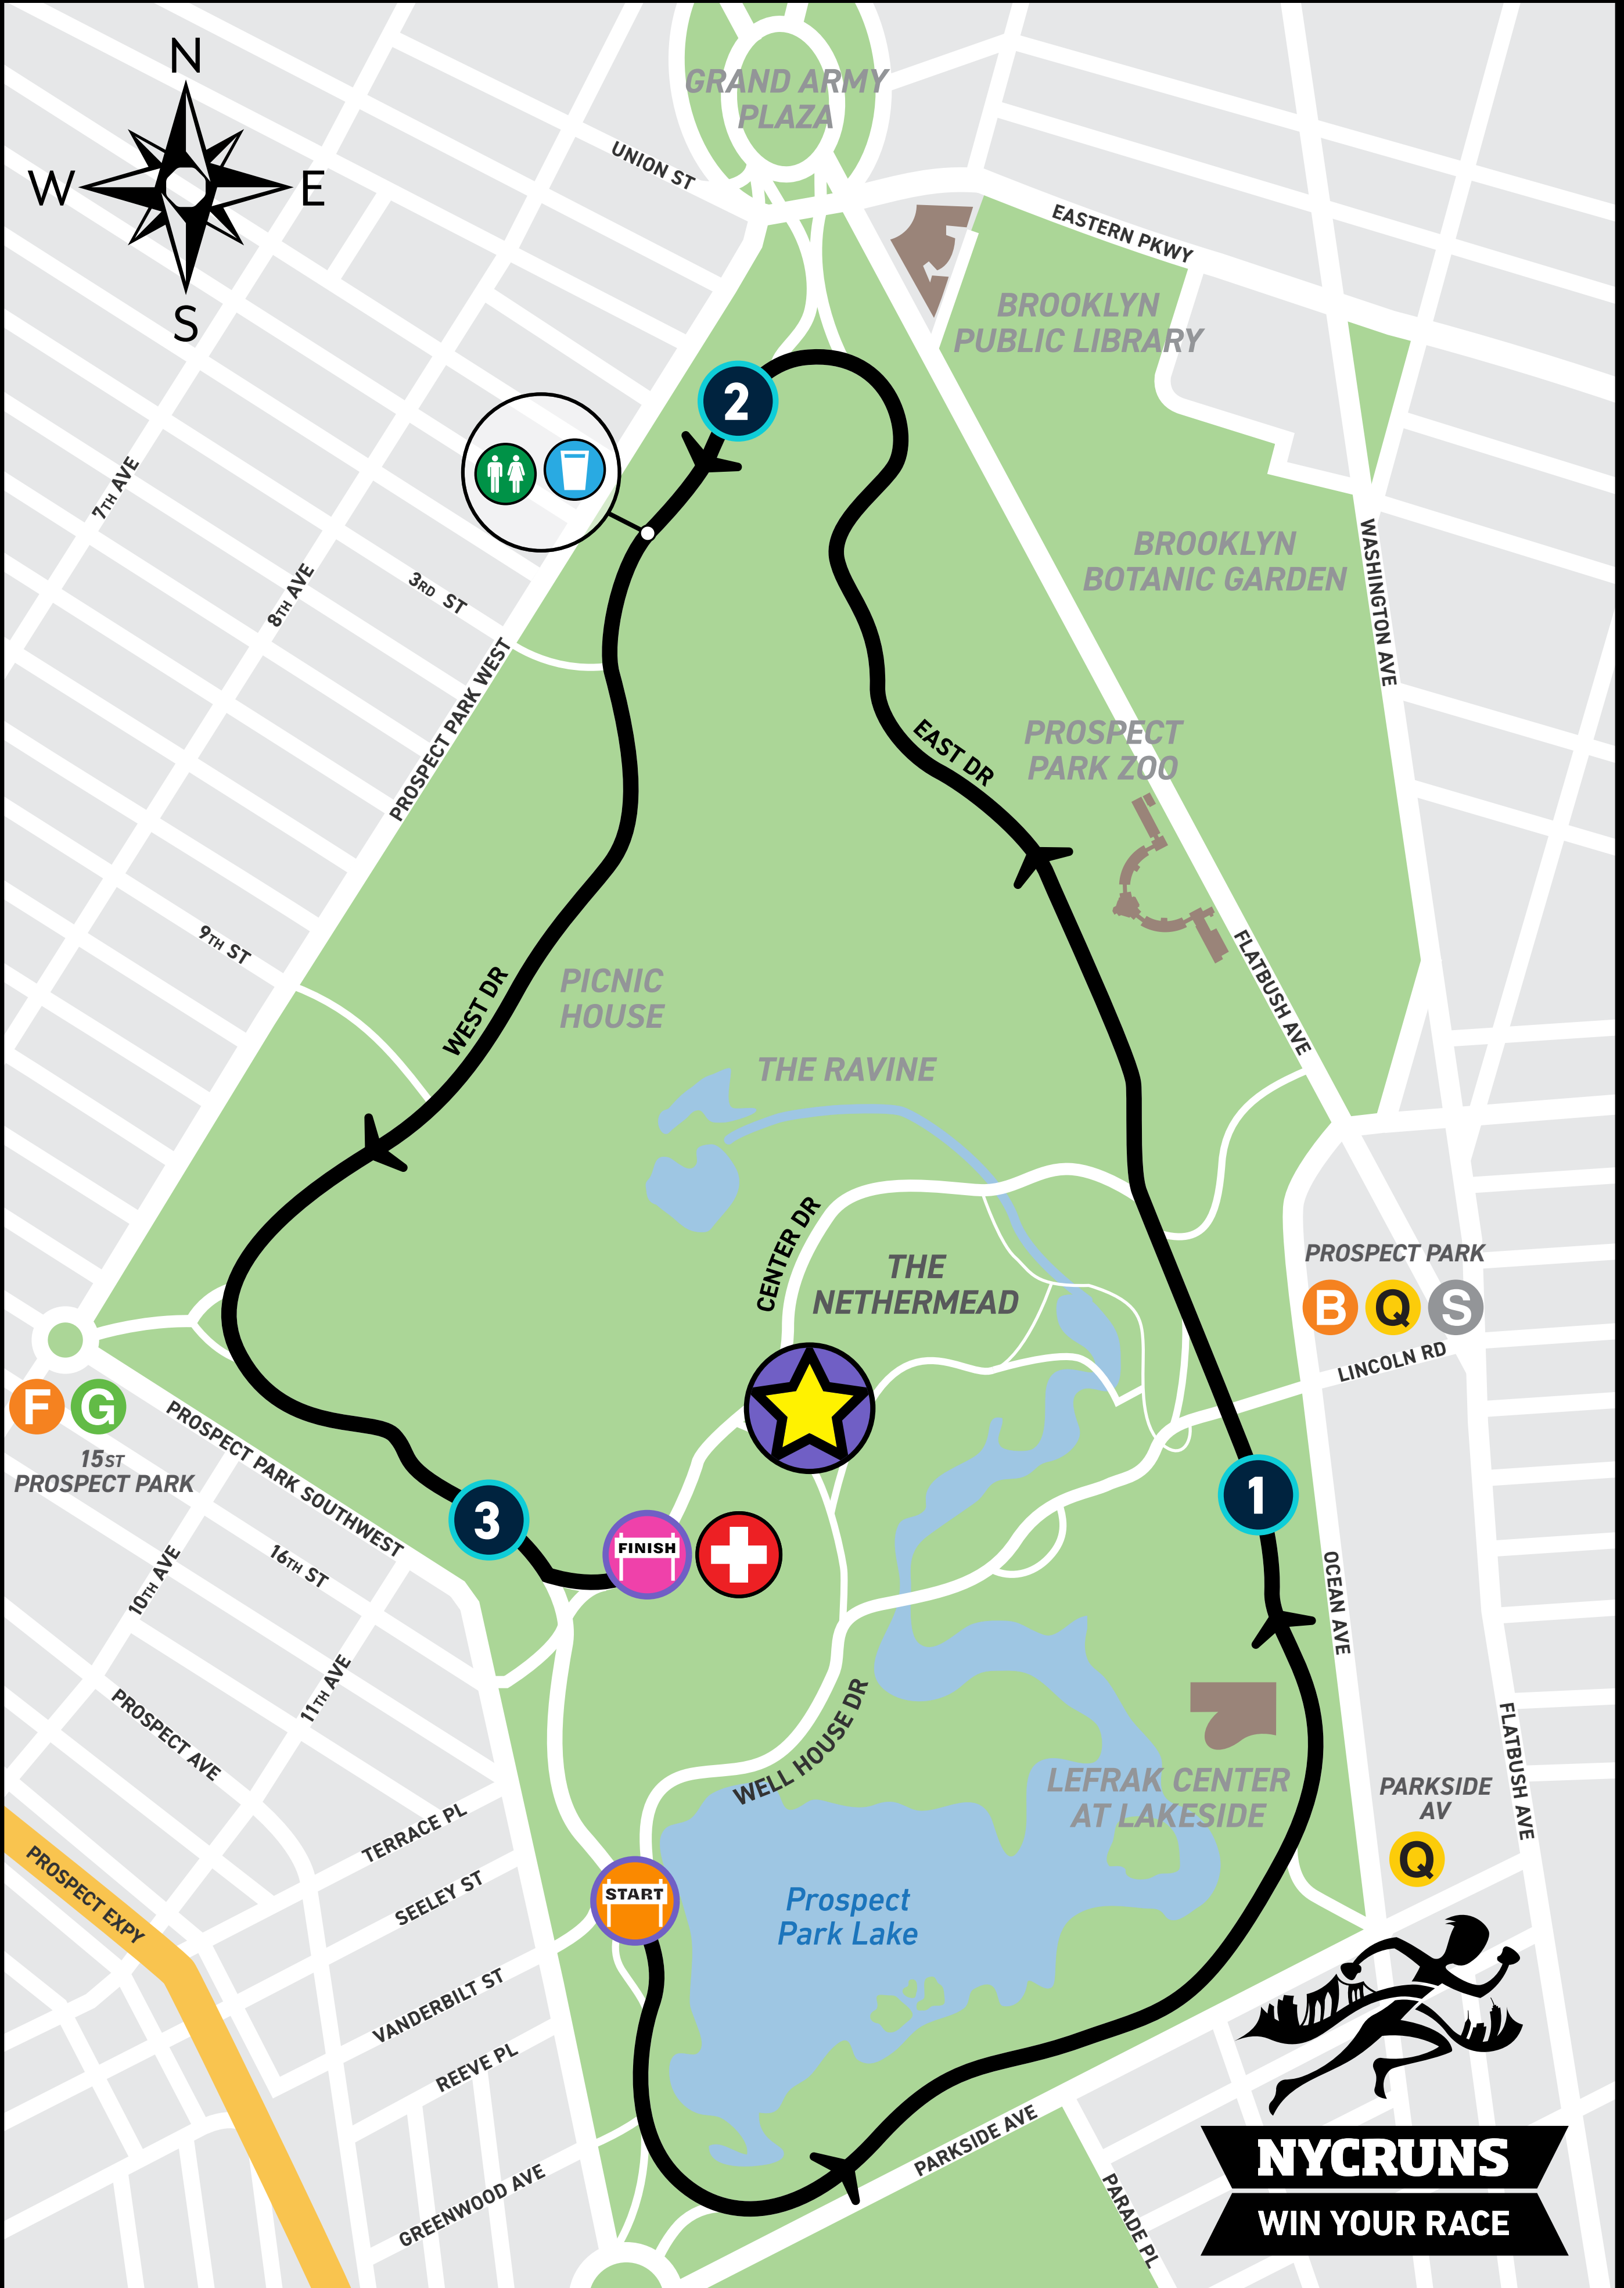 N
W
E
S
GRAND ARMY
PLAZA
UNION ST
EASTERN PKWY
BROOKLYN
PUBLIC LIBRARY
2
7TH AVE
8TH AVE
3RD ST
PROSPECT PARK WEST
BROOKLYN
BOTANIC GARDEN
WASHINGTON AVE
EAST DR
PROSPECT
PARK ZOO
9TH ST
WEST DR
PICNIC
HOUSE
FLATBUSH AVE
THE RAVINE
CENTER DR
THE
NETHERMEAD
PROSPECT PARK
B Q S
LINCOLN RD
F G
15ST
PROSPECT PARK
PROSPECT PARK SOUTHWEST
3
1
FINISH
16TH ST
10TH AVE
OCEAN AVE
11TH AVE
PROSPECT AVE
WELL HOUSE DR
LEFRAK CENTER
AT LAKESIDE
FLATBUSH AVE
PARKSIDE
AV
Q
TERRACE PL
PROSPECT EXPY
SEELEY ST
START
Prospect
Park Lake
VANDERBILT ST
REEVE PL
PARKSIDE AVE
GREENWOOD AVE
PARADE PL
NYCRUNS
WIN YOUR RACE